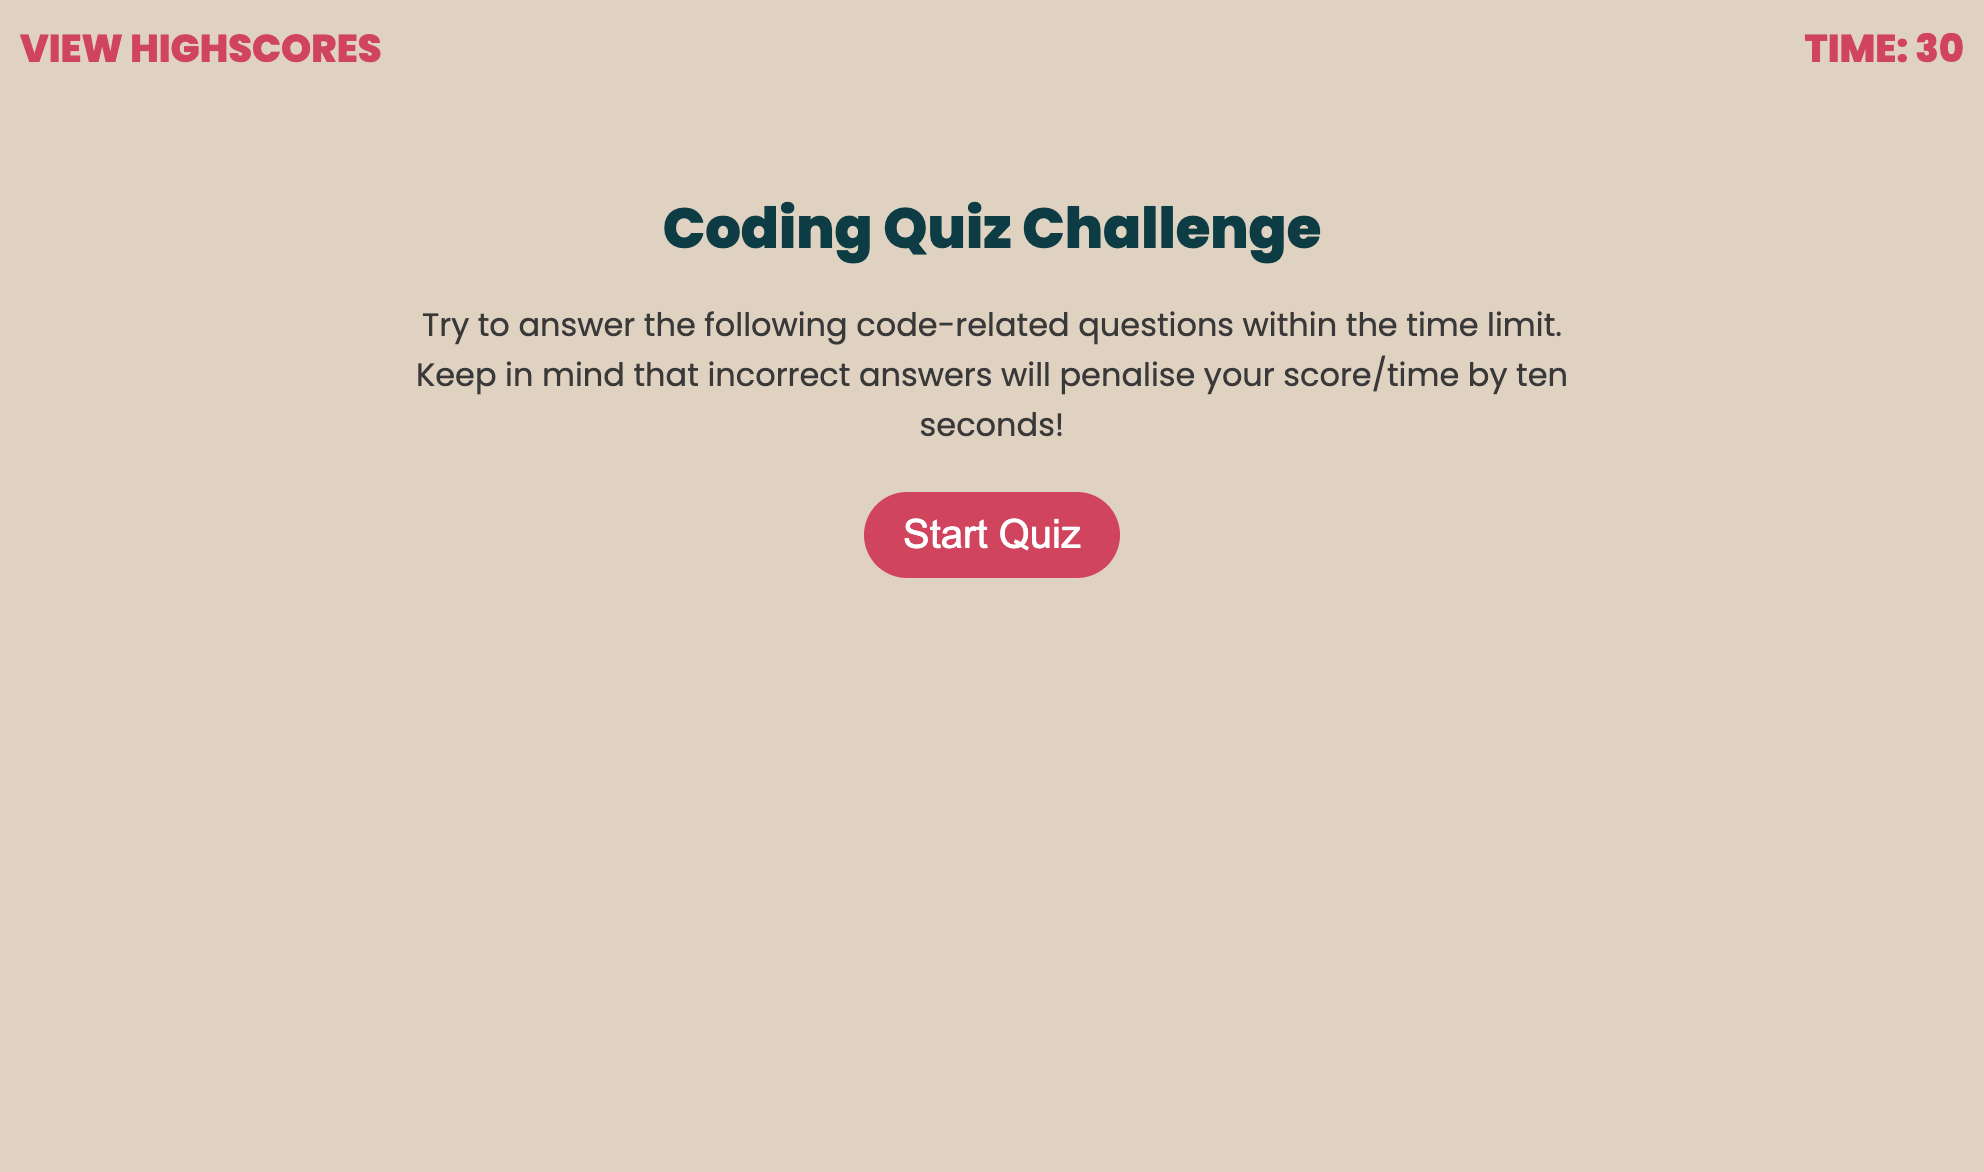 VIEW HIGHSCORES
TIME: 30
Coding Quiz Challenge
Try to answer the following code-related questions within the time limit.
Keep in mind that incorrect answers will penalise your score/time by ten
seconds!
Start Quiz